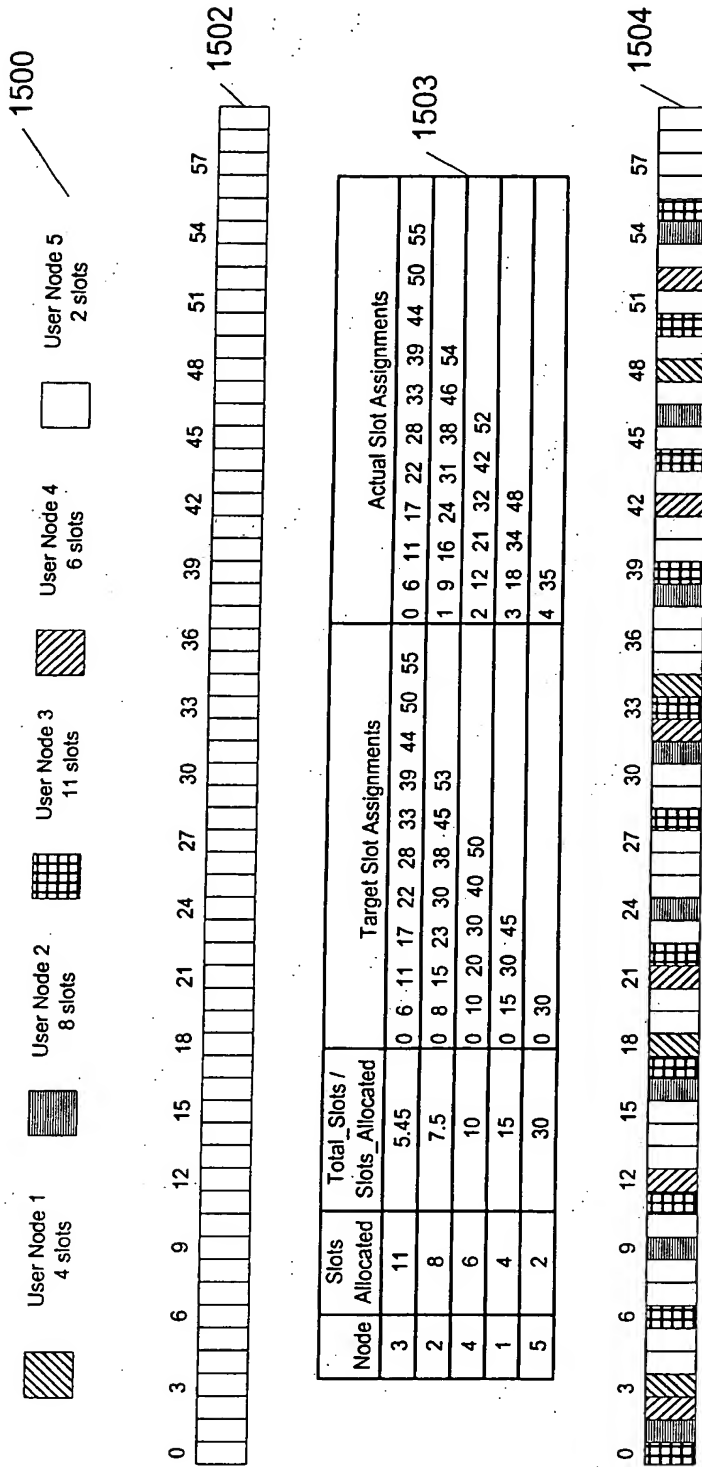 1500
User Node 1
4 slots
User Node 2
8 slots
User Node 3
11 slots
User Node 4
6 slots
User Node 5
2 slots
0 3 6 9 12 15 18 21 24 27 30 33 36 39 42 45 48 51 54 57
1502
1503
Node Slots Allocated Total_Slots / Slots_Allocated Target Slot Assignments Actual Slot Assignments
3 11 5.45 0 6 11 17 22 28 33 39 44 50 55 0 6 11 17 22 28 33 39 44 50 55
2 8 7.5 0 8 15 23 30 38 45 53 1 9 16 24 31 38 46 54
4 6 10 0 10 20 30 40 50 2 12 21 32 42 52
1 4 15 0 15 30 45 3 18 34 48
5 2 30 0 30 4 35
0 3 6 9 12 15 18 21 24 27 30 33 36 39 42 45 48 51 54 57
1504